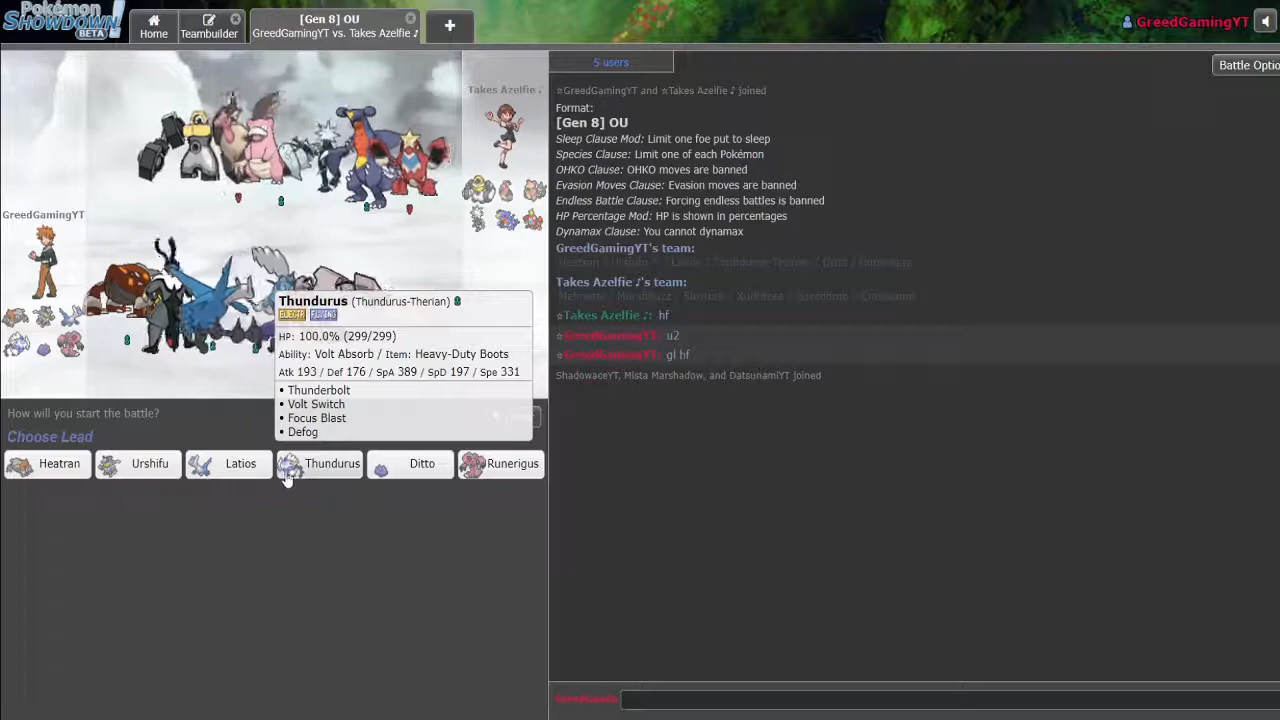 Pokémon
SHOWDOWN!
BETA
Home
Teambuilder
[Gen 8] OU
GreedGamingYT vs. Takes Azelfie ♪
+
GreedGamingYT
5 users
Battle Optio
☆GreedGamingYT and ☆Takes Azelfie ♪ joined
Format:
[Gen 8] OU
Sleep Clause Mod: Limit one foe put to sleep
Species Clause: Limit one of each Pokémon
OHKO Clause: OHKO moves are banned
Evasion Moves Clause: Evasion moves are banned
Endless Battle Clause: Forcing endless battles is banned
HP Percentage Mod: HP is shown in percentages
Dynamax Clause: You cannot dynamax
GreedGamingYT's team:
Takes Azelfie ♪'s team:
☆Takes Azelfie ♪: hf
☆GreedGamingYT: u2
☆GreedGamingYT: gl hf
ShadowaceYT, Mista Marshadow, and DatsunamiYT joined
Takes Azelfie ♪
GreedGamingYT
Thundurus (Thundurus-Therian)
ELECTR FLYING
HP: 100.0% (299/299)
Ability: Volt Absorb / Item: Heavy-Duty Boots
Atk 193 / Def 176 / SpA 389 / SpD 197 / Spe 331
• Thunderbolt
• Volt Switch
• Focus Blast
• Defog
How will you start the battle?
Choose Lead
Heatran
Urshifu
Latios
Thundurus
Ditto
Runerigus